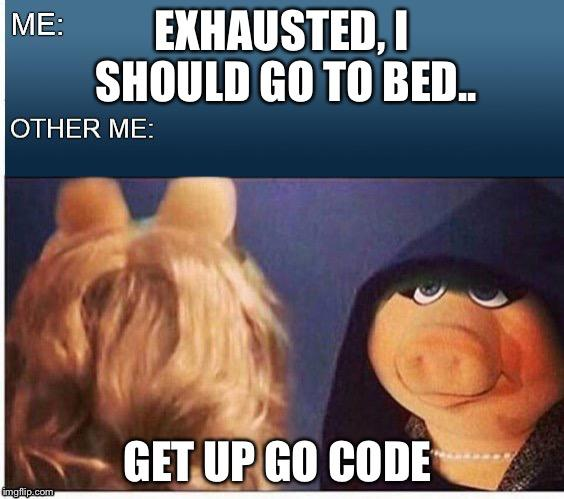 ME:
EXHAUSTED, I
SHOULD GO TO BED..
OTHER ME:
GET UP GO CODE
imgflip.com